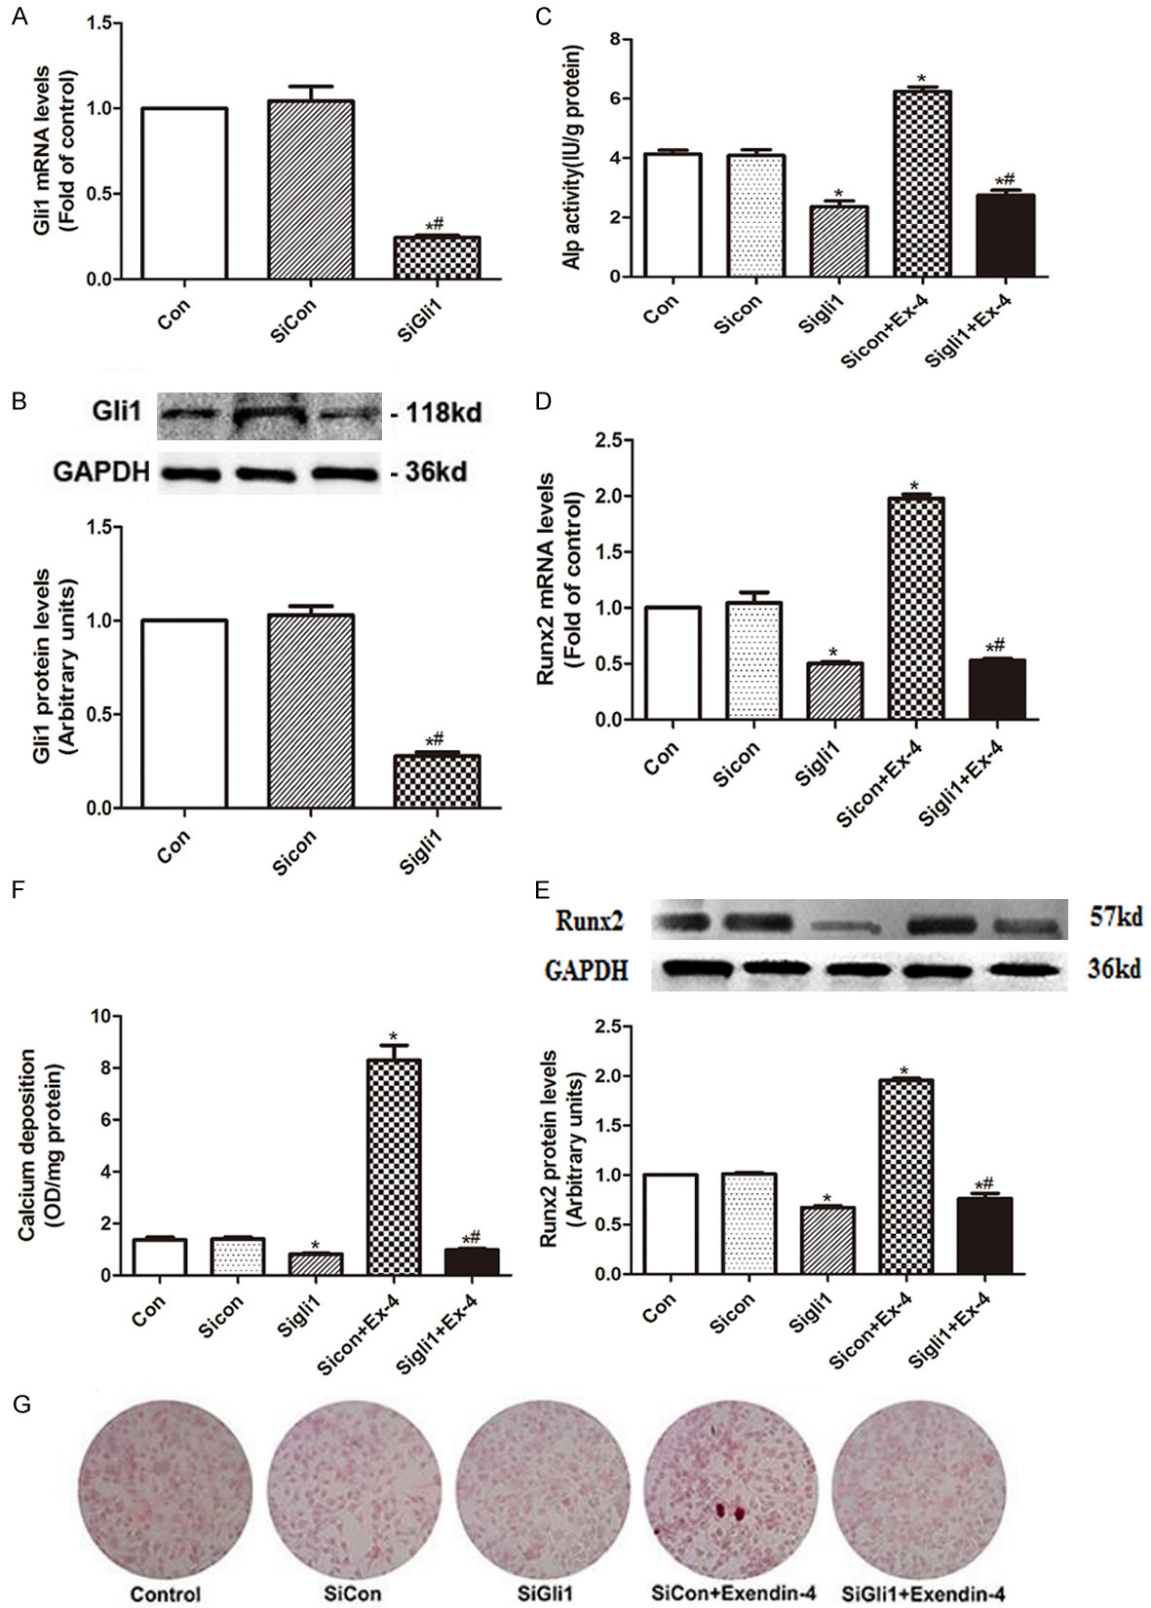 A
1.5
1.0
0.5
0.0
Gli1 mRNA levels
(Fold of control)
*#
Con
SiCon
SiGli1
C
8
6
4
2
0
Alp activity(IU/g protein)
*
*
*#
Con
Sicon
Sigli1
Sicon+Ex-4
Sigli1+Ex-4
B
Gli1
- 118kd
GAPDH
- 36kd
1.5
1.0
0.5
0.0
Gli1 protein levels
(Arbitrary units)
*#
Con
Sicon
Sigli1
D
2.5
2.0
1.5
1.0
0.5
0.0
Runx2 mRNA levels
(Fold of control)
*
*
*#
Con
Sicon
Sigli1
Sicon+Ex-4
Sigli1+Ex-4
F
10
8
6
4
2
0
Calcium deposition
(OD/mg protein)
*
*
*#
Con
Sicon
Sigli1
Sicon+Ex-4
Sigli1+Ex-4
E
Runx2
57kd
GAPDH
36kd
2.5
2.0
1.5
1.0
0.5
0.0
Runx2 protein levels
(Arbitrary units)
*
*
*#
Con
Sicon
Sigli1
Sicon+Ex-4
Sigli1+Ex-4
G
Control
SiCon
SiGli1
SiCon+Exendin-4
SiGli1+Exendin-4